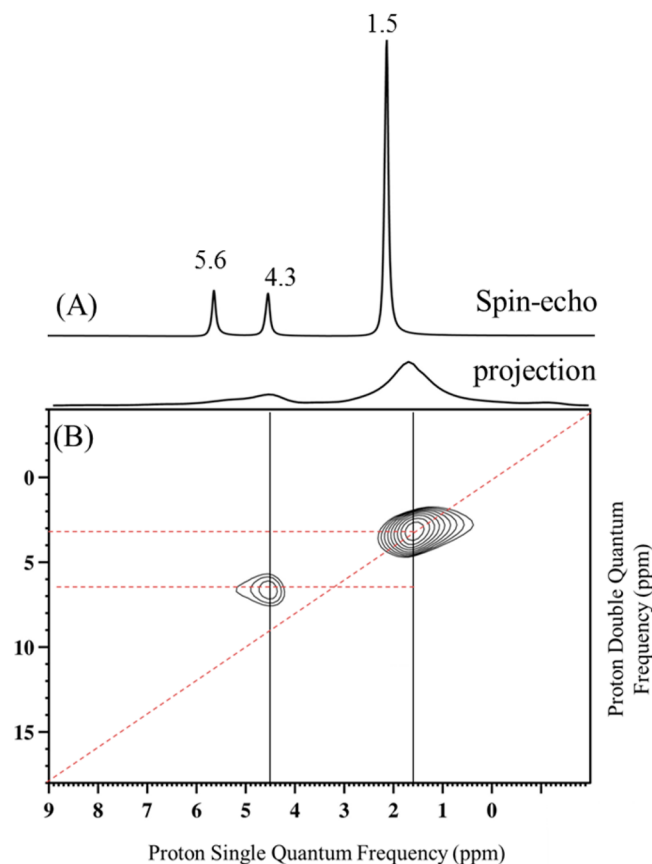 1.5
5.6
4.3
(A)
Spin-echo
projection
(B)
0
5
10
15
9 8 7 6 5 4 3 2 1 0
Proton Double Quantum
Frequency (ppm)
Proton Single Quantum Frequency (ppm)